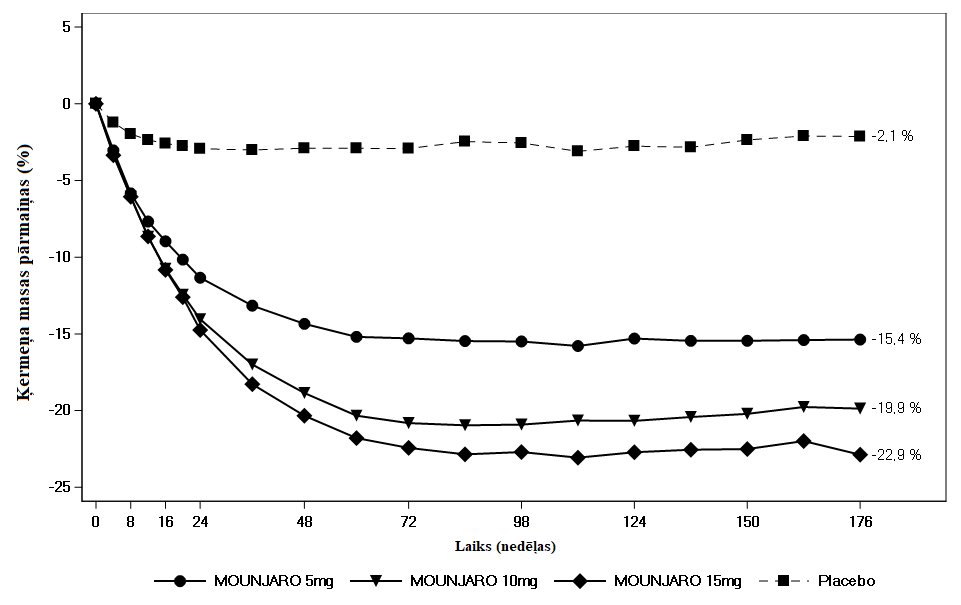 Ķermeņa masas pārmaiņas (%)
5
0
-5
-10
-15
-20
-25
-2,1 %
-15,4 %
-19,9 %
-22,9 %
0 8 16 24 48 72 98 124 150 176
Laiks (nedēļas)
MOUNJARO 5mg MOUNJARO 10mg MOUNJARO 15mg Placebo